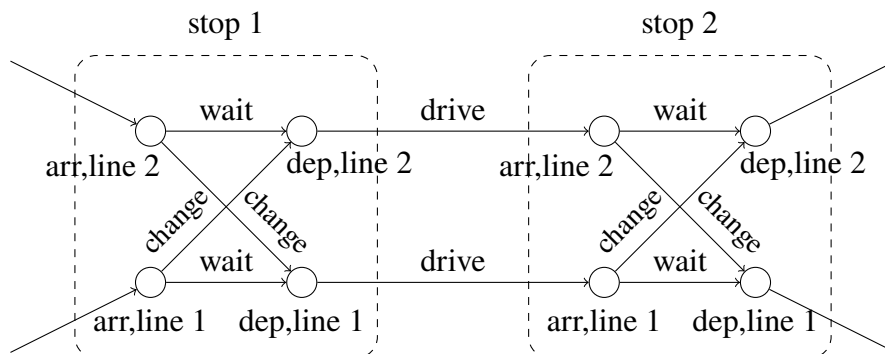 stop 1
stop 2
wait
drive
wait
arr,line 2
dep,line 2
arr,line 2
dep,line 2
change
change
change
change
wait
drive
wait
arr,line 1
dep,line 1
arr,line 1
dep,line 1